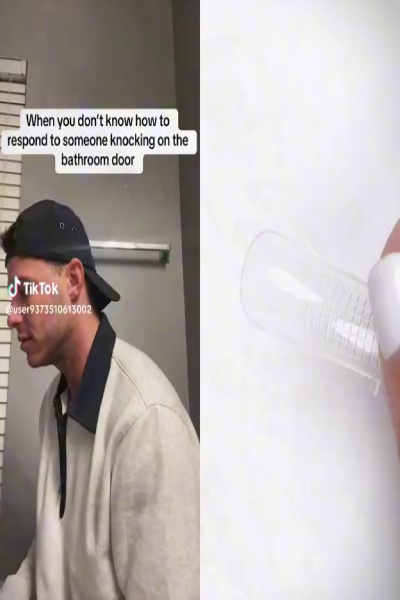 When you don't know how to
respond to someone knocking on the
bathroom door
TikTok
@user9373510613002